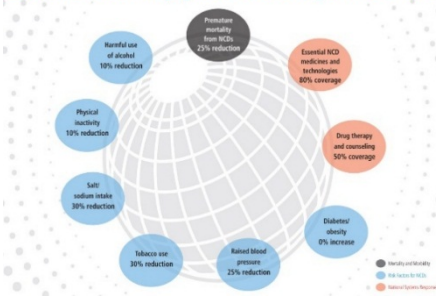 Premature
mortality
from NCDs
25% reduction
Harmful use
of alcohol
10% reduction
Essential NCD
medicines and
technologies
80% coverage
Physical
inactivity
10% reduction
Drug therapy
and counseling
50% coverage
Salt/
sodium intake
30% reduction
Diabetes/
obesity
0% increase
Tobacco use
30% reduction
Raised blood
pressure
25% reduction
Mortality and Morbidity
Risk Factors for NCDs
National Systems Response